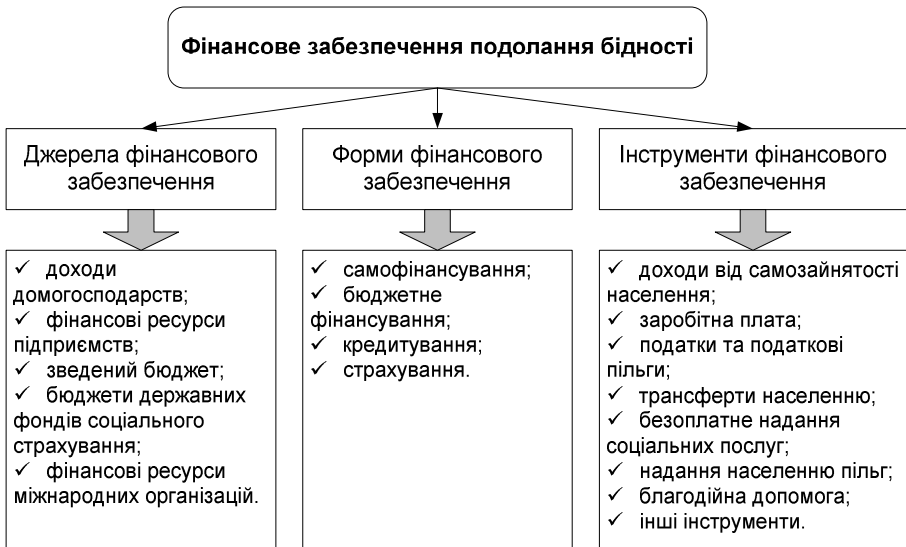 Фінансове забезпечення подолання бідності
Джерела фінансового
забезпечення
Форми фінансового
забезпечення
Інструменти фінансового
забезпечення
✓ доходи
домогосподарств;
✓ фінансові ресурси
підприємств;
✓ зведений бюджет;
✓ бюджети державних
фондів соціального
страхування;
✓ фінансові ресурси
міжнародних організацій.
✓ самофінансування;
✓ бюджетне
фінансування;
✓ кредитування;
✓ страхування.
✓ доходи від самозайнятості
населення;
✓ заробітна плата;
✓ податки та податкові
пільги;
✓ трансферти населенню;
✓ безоплатне надання
соціальних послуг;
✓ надання населенню пільг;
✓ благодійна допомога;
✓ інші інструменти.